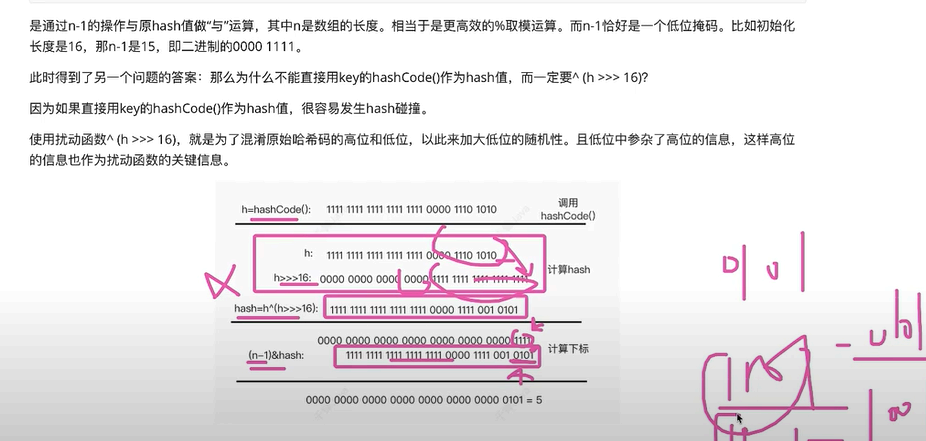 是通过n-1的操作与原hash值做“与”运算，其中n是数组的长度。相当于是更高效的%取模运算。而n-1恰好是一个低位掩码。比如初始化
长度是16，那n-1是15，即二进制的0000 1111。
此时得到了另一个问题的答案：那么为什么不能直接用key的hashCode()作为hash值，而一定要^ (h >>> 16)?
因为如果直接用key的hashCode()作为hash值，很容易发生hash碰撞。
使用扰动函数^ (h >>> 16)，就是为了混淆原始哈希码的高位和低位，以此来加大低位的随机性。且低位中参杂了高位的信息，这样高位
的信息也作为扰动函数的关键信息。
h=hashCode(): 1111 1111 1111 1111 1111 0000 1110 1010 调用
hashCode()
h: 1111 1111 1111 1111 1111 0000 1110 1010
h>>>16: 0000 0000 0000 0000 1111 1111 1111 1111 1111 计算hash
hash=h^(h>>>16): 1111 1111 1111 1111 1111 0000 1111 001 0101
0000 0000 0000 0000 0000 0000 0000 1111
(n-1)&hash: 1111 1111 1111 1111 1111 0000 1111 001 0101 计算下标
0000 0000 0000 0000 0000 0000 0000 0101 = 5